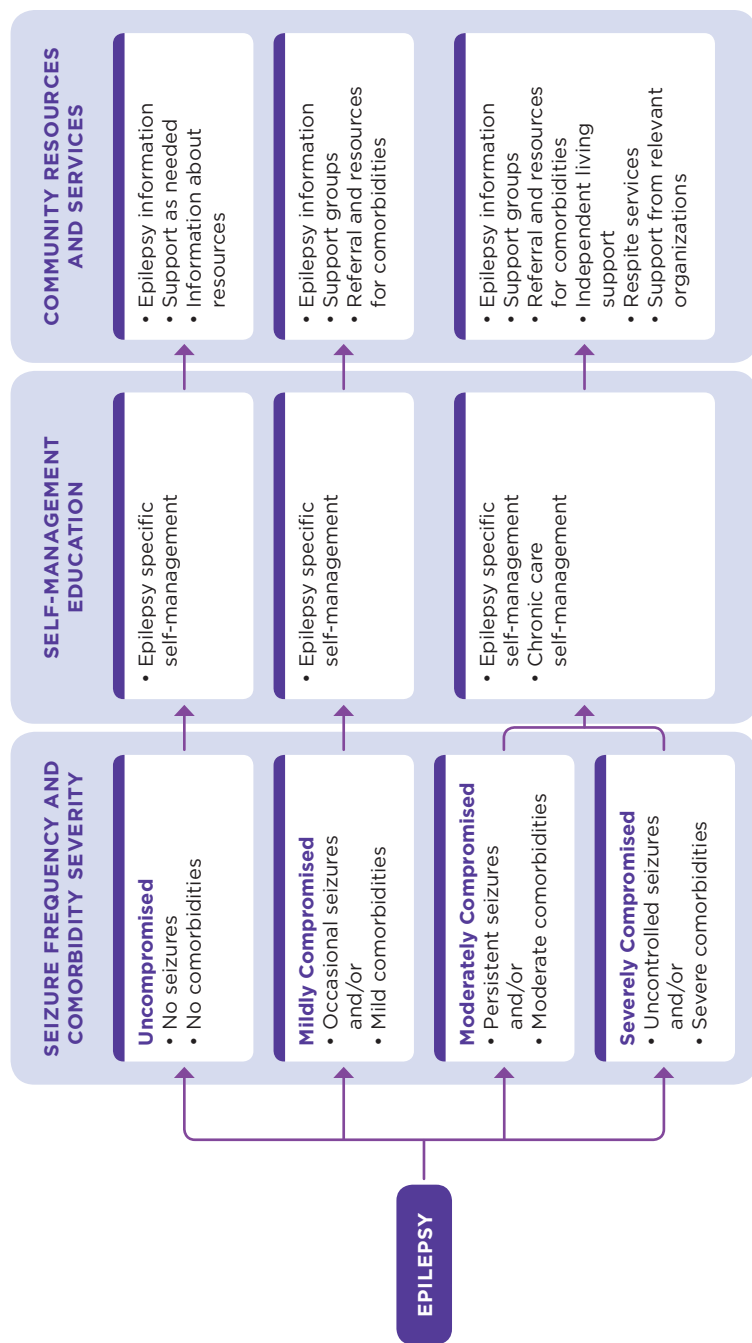 EPILEPSY
SEIZURE FREQUENCY AND
COMORBIDITY SEVERITY
Uncompromised
• No seizures
• No comorbidities
Mildly Compromised
• Occasional seizures
and/or
• Mild comorbidities
Moderately Compromised
• Persistent seizures
and/or
• Moderate comorbidities
Severely Compromised
• Uncontrolled seizures
and/or
• Severe comorbidities
SELF-MANAGEMENT
EDUCATION
• Epilepsy specific
self-management
• Epilepsy specific
self-management
• Epilepsy specific
self-management
• Chronic care
self-management
COMMUNITY RESOURCES
AND SERVICES
• Epilepsy information
• Support as needed
• Information about
resources
• Epilepsy information
• Support groups
• Referral and resources
for comorbidities
• Epilepsy information
• Support groups
• Referral and resources
for comorbidities
• Independent living
support
• Respite services
• Support from relevant
organizations